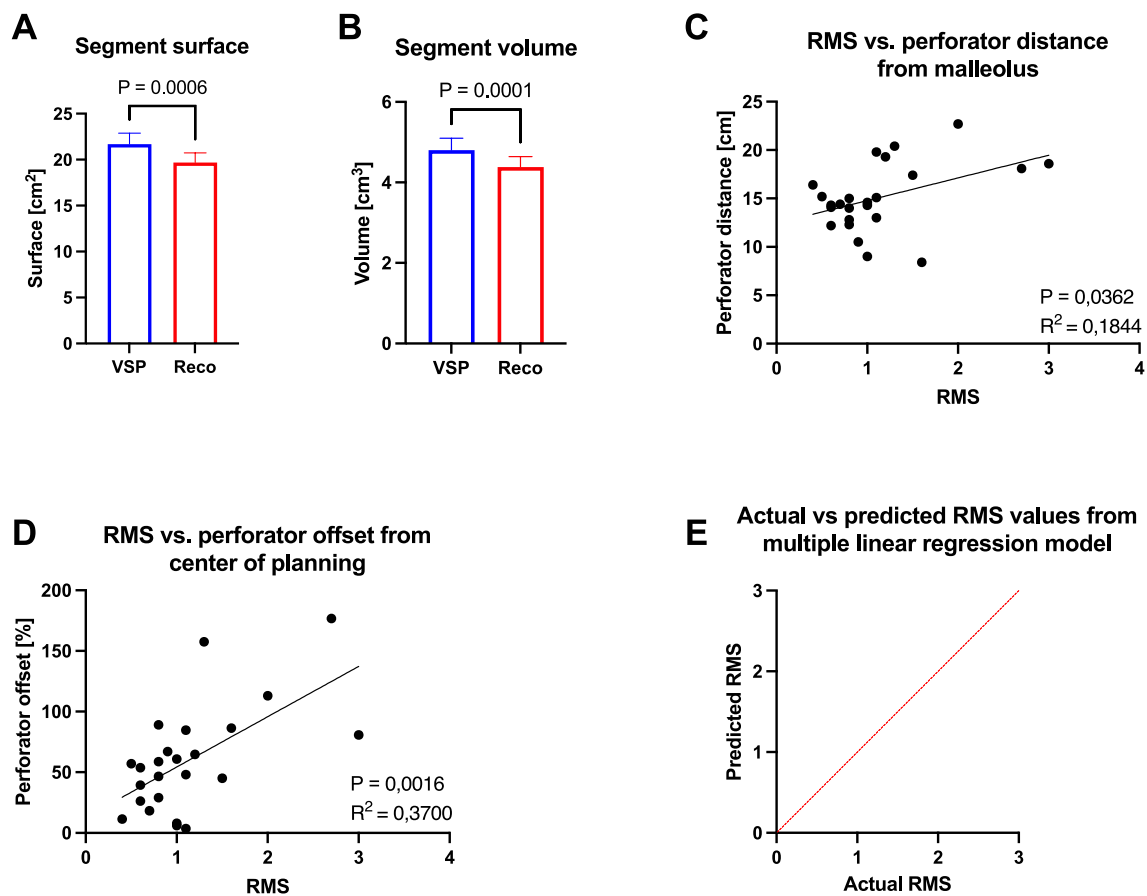 A
Segment surface
P = 0.0006
25
20
15
10
5
0
Surface [cm²]
VSP
Reco
B
Segment volume
P = 0.0001
6
4
2
0
Volume [cm³]
VSP
Reco
C
RMS vs. perforator distance
from malleolus
25
20
15
10
5
0
Perforator distance [cm]
P = 0,0362
R² = 0,1844
0
1
2
3
4
RMS
D
RMS vs. perforator offset from
center of planning
200
150
100
50
0
Perforator offset [%]
P = 0,0016
R² = 0,3700
0
1
2
3
4
RMS
E
Actual vs predicted RMS values from
multiple linear regression model
3
2
1
0
Predicted RMS
0
1
2
3
Actual RMS